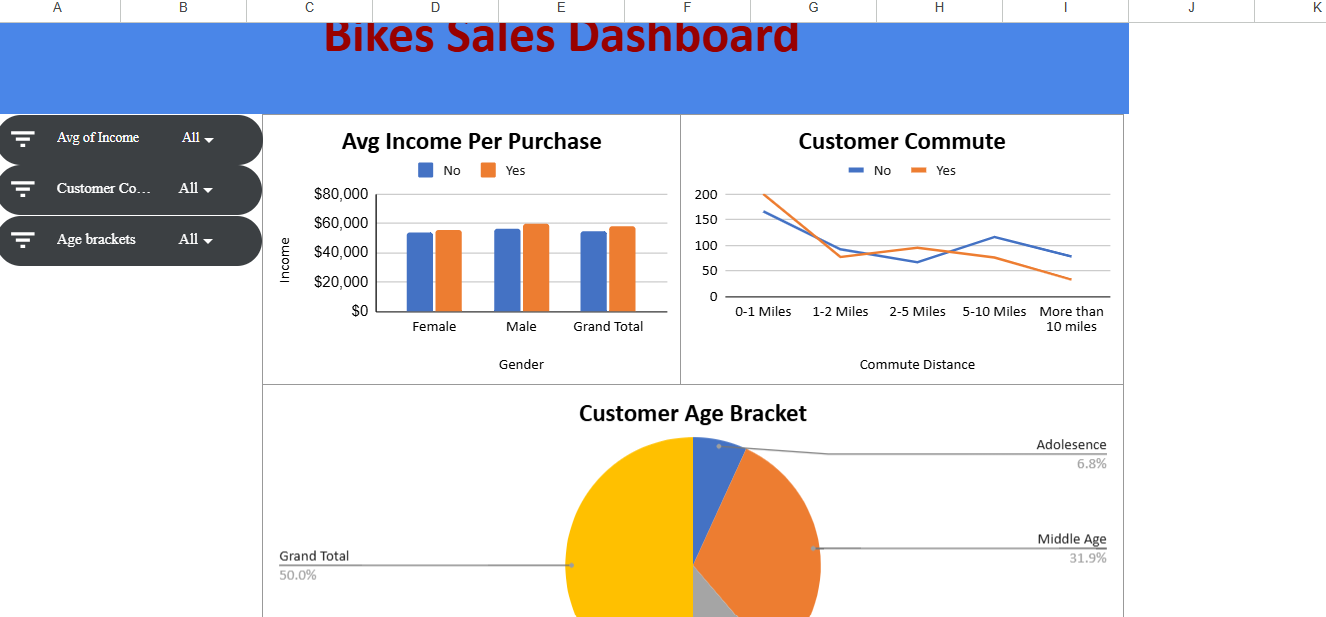 A B C D E F G H I J K
Bikes Sales Dashboard
Avg of Income All
Customer Co... All
Age brackets All
Avg Income Per Purchase
No Yes
$80,000
$60,000
$40,000
$20,000
$0
Income
Female Male Grand Total
Gender
Customer Commute
No Yes
200
150
100
50
0
0-1 Miles 1-2 Miles 2-5 Miles 5-10 Miles More than
10 miles
Commute Distance
Customer Age Bracket
Adolesence
6.8%
Middle Age
31.9%
Grand Total
50.0%